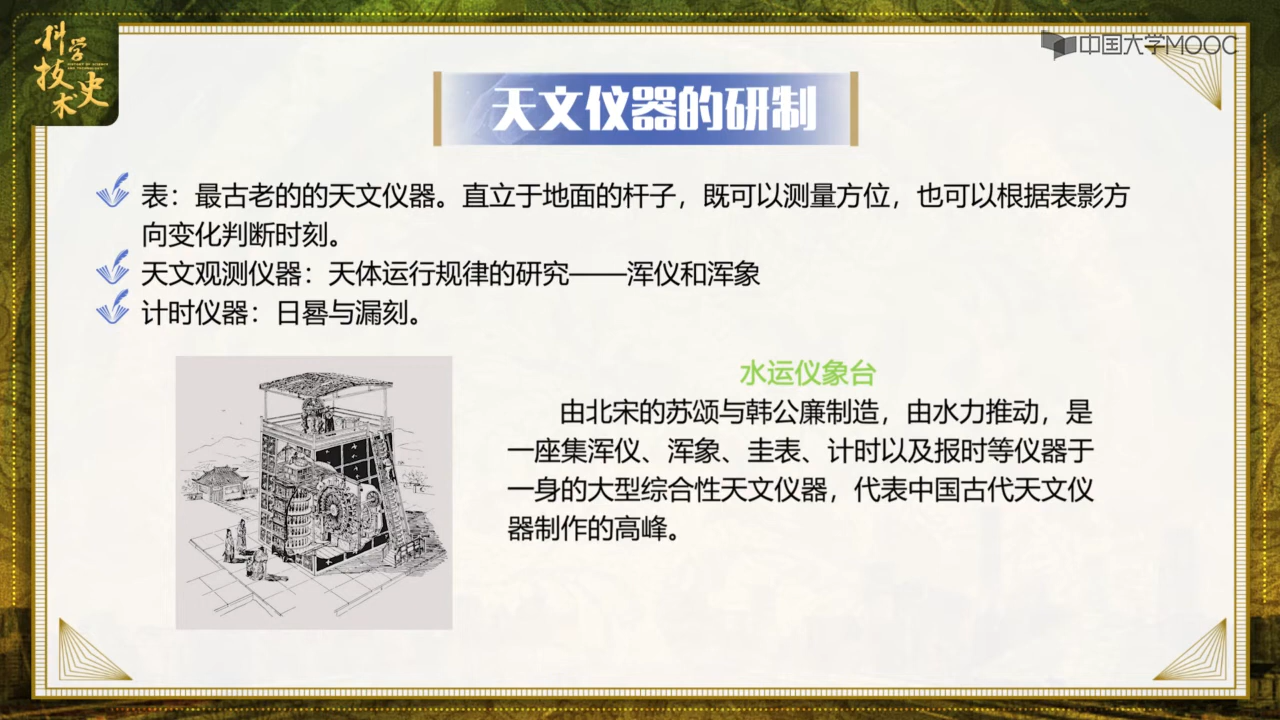 科学技术史
HISTORY OF SCIENCE AND TECHNOLOGY
中国大学MOOC
天文仪器的研制
表：最古老的的天文仪器。直立于地面的杆子，既可以测量方位，也可以根据表影方
向变化判断时刻。
天文观测仪器：天体运行规律的研究——浑仪和浑象
计时仪器：日晷与漏刻。
水运仪象台
由北宋的苏颂与韩公廉制造，由水力推动，是
一座集浑仪、浑象、圭表、计时以及报时等仪器于
一身的大型综合性天文仪器，代表中国古代天文仪
器制作的高峰。